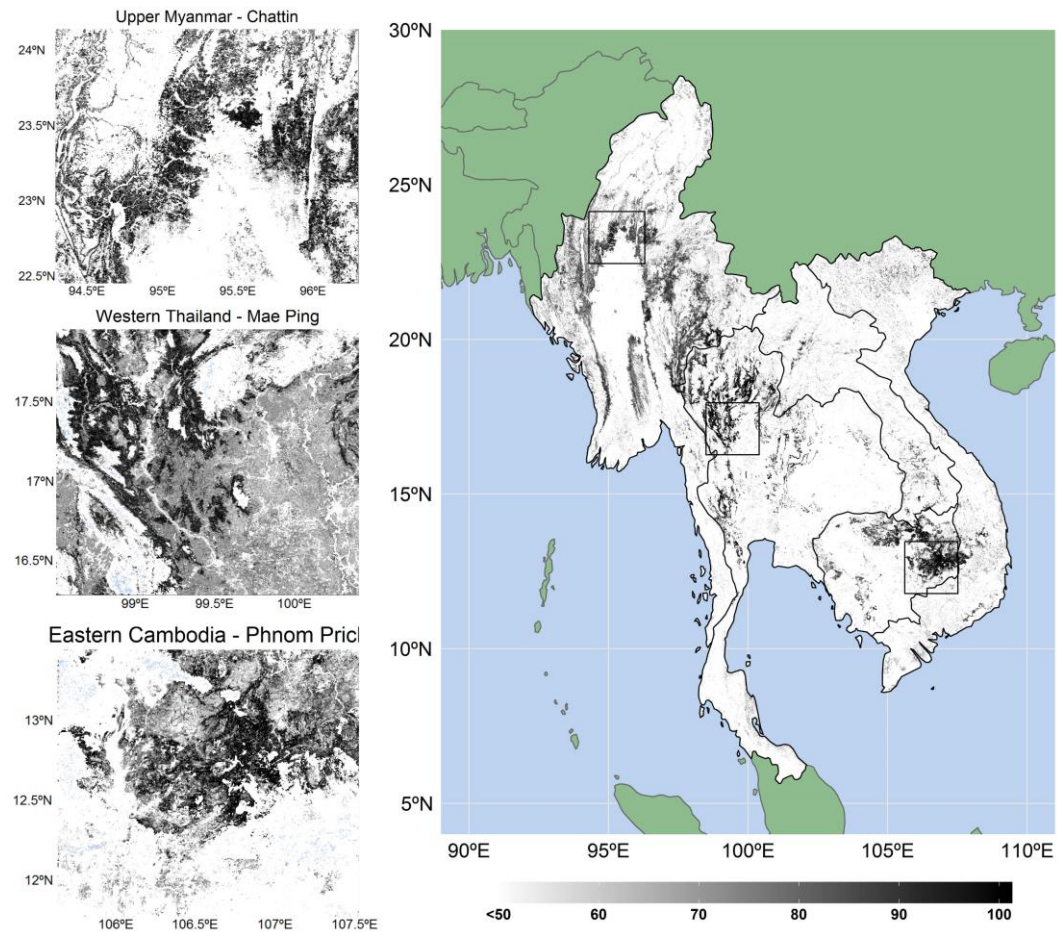 Upper Myanmar - Chattin
24ºN
23.5ºN
23ºN
22.5ºN
94.5ºE 95ºE 95.5ºE 96ºE
Western Thailand - Mae Ping
17.5ºN
17ºN
16.5ºN
99ºE 99.5ºE 100ºE
Eastern Cambodia - Phnom Pricl
13ºN
12.5ºN
12ºN
106ºE 106.5ºE 107ºE 107.5ºE
30ºN
25ºN
20ºN
15ºN
10ºN
5ºN
90ºE 95ºE 100ºE 105ºE 110ºE
<50 60 70 80 90 100